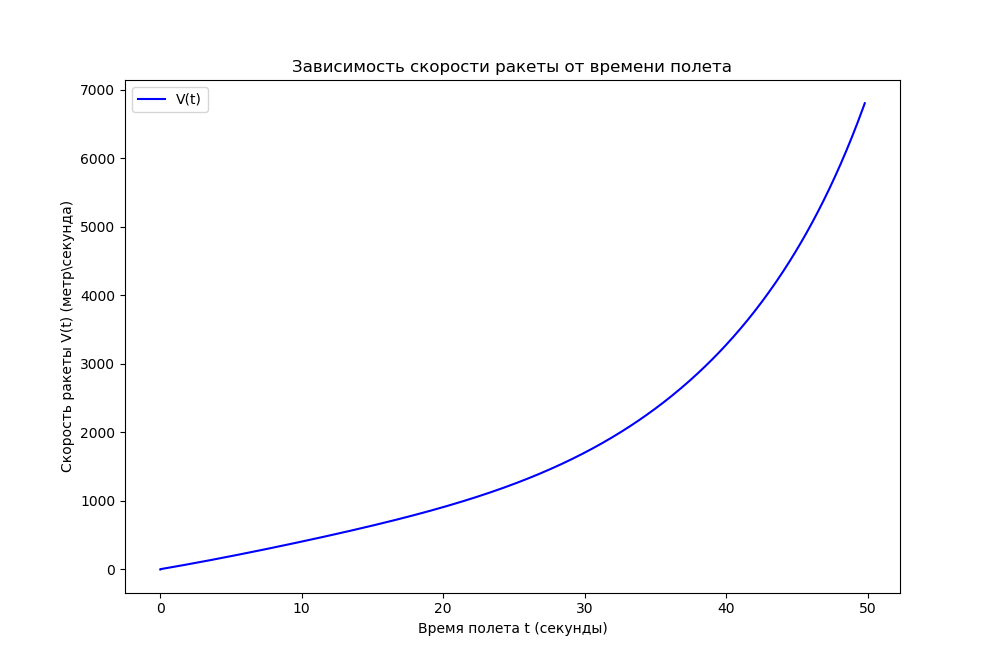 Зависимость скорости ракеты от времени полета
V(t)
7000
6000
5000
4000
3000
2000
1000
0
Скорость ракеты V(t) (метр\секунда)
0 10 20 30 40 50
Время полета t (секунды)